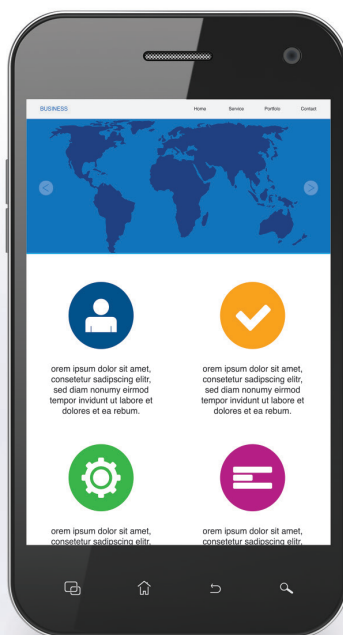 BUSINESS Home Service Portfolio Contact
orem ipsum dolor sit amet,
consetetur sadipscing elitr,
sed diam nonumy eirmod
tempor invidunt ut labore et
dolores et ea rebum.
orem ipsum dolor sit amet,
consetetur sadipscing elitr,
sed diam nonumy eirmod
tempor invidunt ut labore et
dolores et ea rebum.
orem ipsum dolor sit amet,
consetetur sadipscing elitr,
orem ipsum dolor sit amet,
consetetur sadipscing elitr,